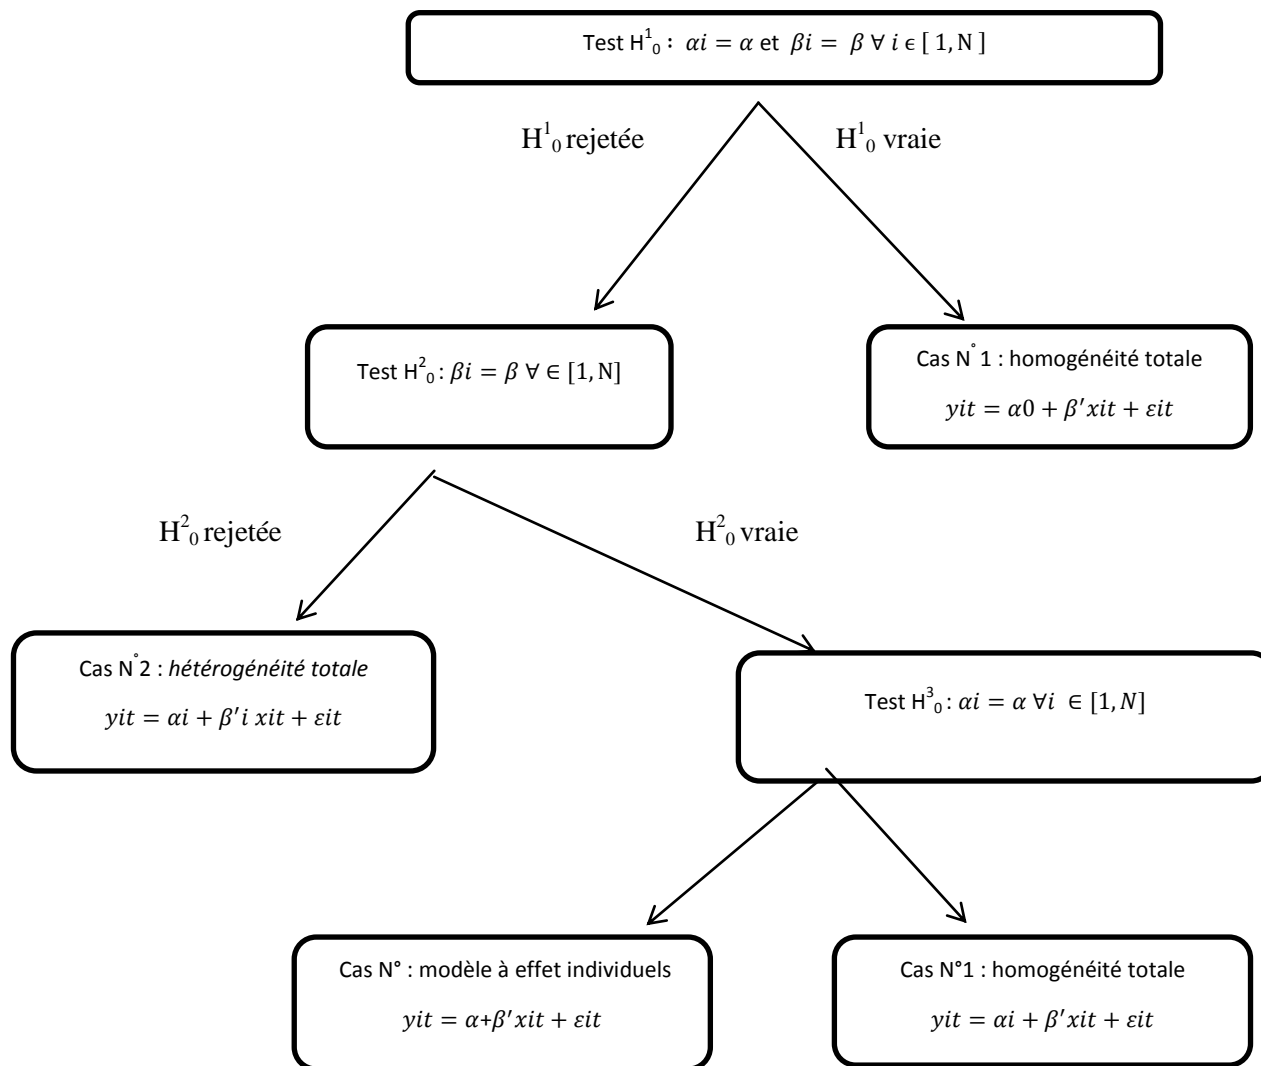 Test H¹₀ : αi = α et βi = β ∀ i ϵ [ 1, N ]
H¹₀ rejetée
H¹₀ vraie
Test H²₀ : βi = β ∀ ∈ [1, N]
Cas N° 1 : homogénéité totale
yit = α0 + β′xit + εit
H²₀ rejetée
H²₀ vraie
Cas N°2 : hétérogénéité totale
yit = αi + β′i xit + εit
Test H³₀ : αi = α ∀i ∈ [1, N]
Cas N° : modèle à effet individuels
yit = α+β′xit + εit
Cas N°1 : homogénéité totale
yit = αi + β′xit + εit